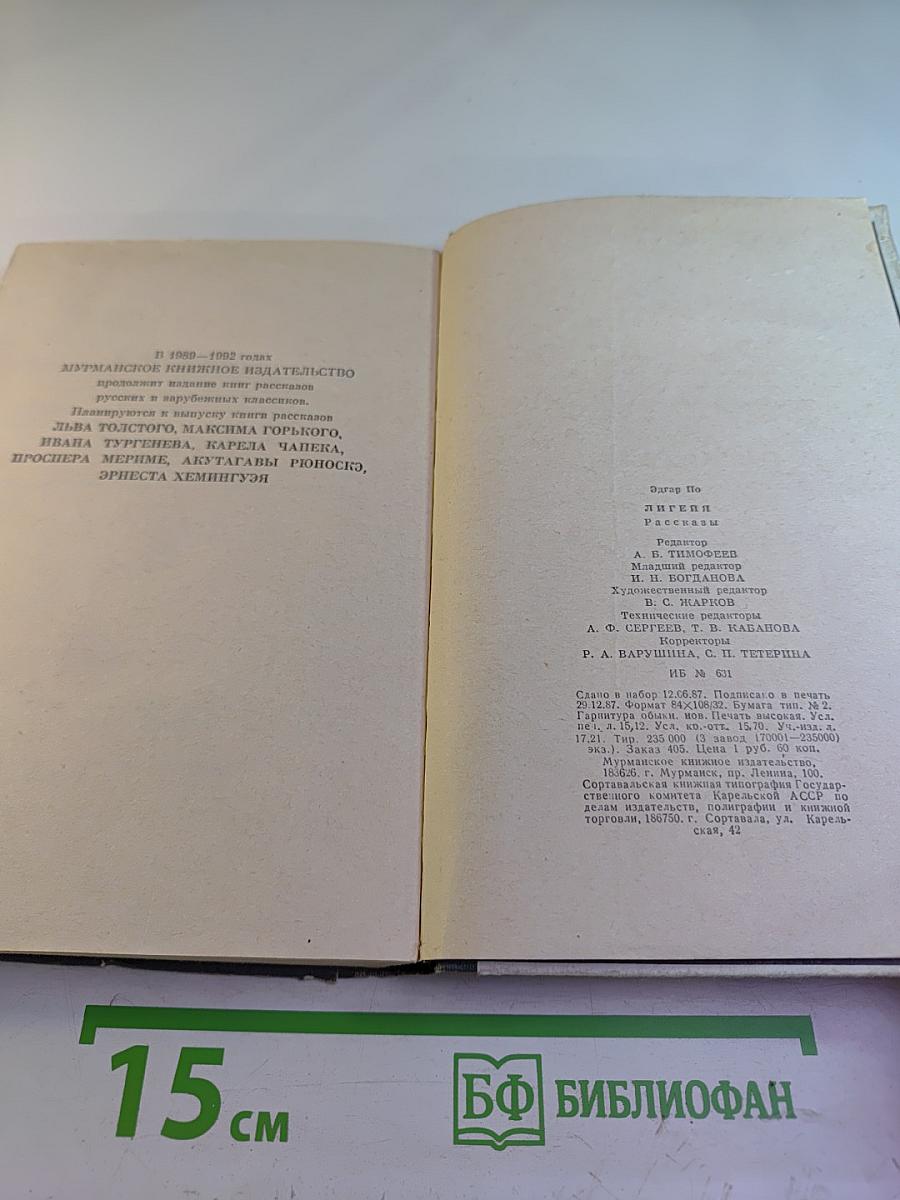 В 1989—1992 годах
МУРМАНСКОЕ КНИЖНОЕ ИЗДАТЕЛЬСТВО
продолжит издание книг рассказов
русских и зарубежных классиков.
Планируются к выпуску книги рассказов
ЛЬВА ТОЛСТОГО, МАКСИМА ГОРЬКОГО,
ИВАНА ТУРГЕНЕВА, КАРЕЛА ЧАПЕКА,
ПРОСПЕРА МЕРИМЕ, АКУТАГАВЫ РЮНОСКЭ,
ЭРНЕСТА ХЕМИНГУЭЯ
Эдгар По
ЛИГЕЙЯ
Рассказы
Редактор
А. Б. ТИМОФЕЕВ
Младший редактор
И. Н. БОГДАНОВА
Художественный редактор
В. С. ЖАРКОВ
Технические редакторы
А. Ф. СЕРГЕЕВ, Т. В. КАБАНОВА
Корректоры
Р. А. ВАРУШИНА, С. П. ТЕТЕРИНА
ИБ № 631
Сдано в набор 12.06.87. Подписано в печать
29.12.87. Формат 84×108/32. Бумага тип. № 2.
Гарнитура обыкн. нов. Печать высокая. Усл.
печ. л. 15,12. Усл. кр.-отт. 15,70. Уч.-изд. л.
17,21. Тир. 235 000 (3 завод 170001—235000)
экз.). Заказ 405. Цена 1 руб. 60 коп.
Мурманское книжное издательство,
183626. г. Мурманск, пр. Ленина, 100.
Сортавальская книжная типография Государ-
ственного комитета Карельской АССР по
делам издательств, полиграфии и книжной
торговли, 186750. г. Сортавала, ул. Карель-
ская, 42
15 см
БФ БИБЛИОФАН